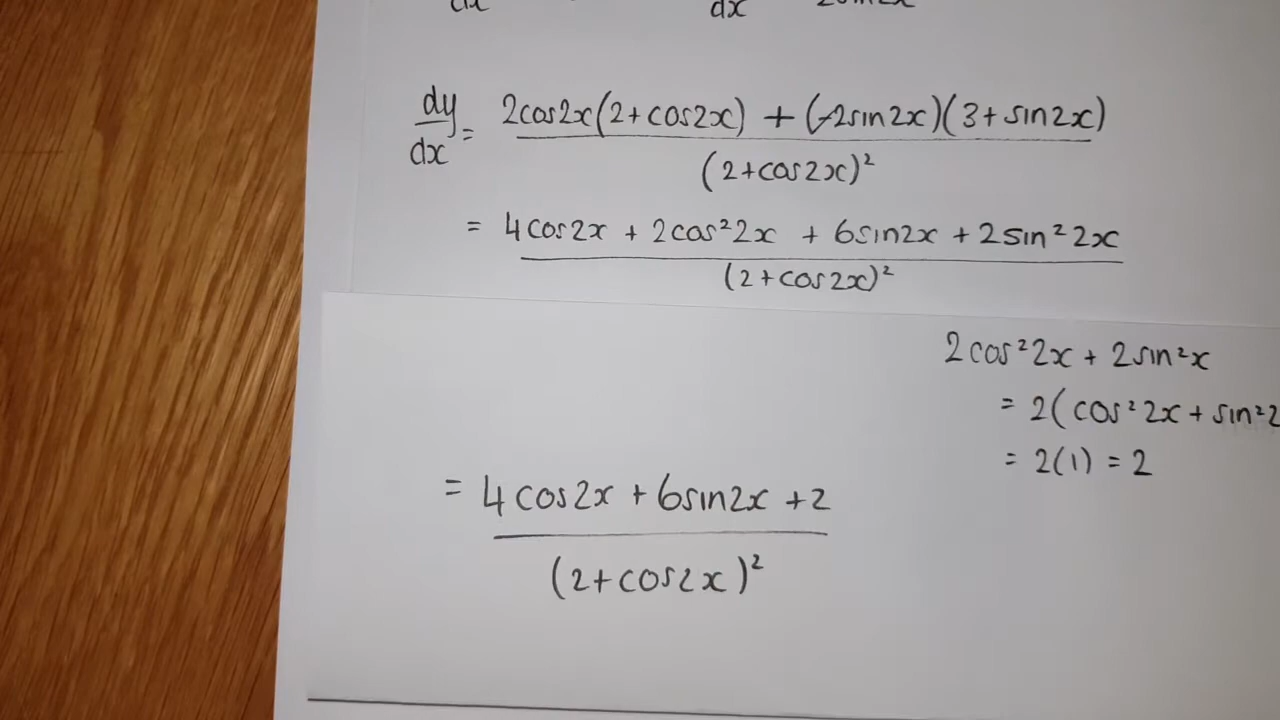 dx
dy/dx = 2cos2x(2+cos2x) + (-2sin2x)(3+sin2x)
(2+cos2x)²
= 4cos2x + 2cos²2x + 6sin2x + 2sin²2x
(2+cos2x)²
2cos²2x + 2sin²x
= 2(cos²2x + sin²2
= 2(1) = 2
= 4cos2x + 6sin2x + 2
(2+cos2x)²